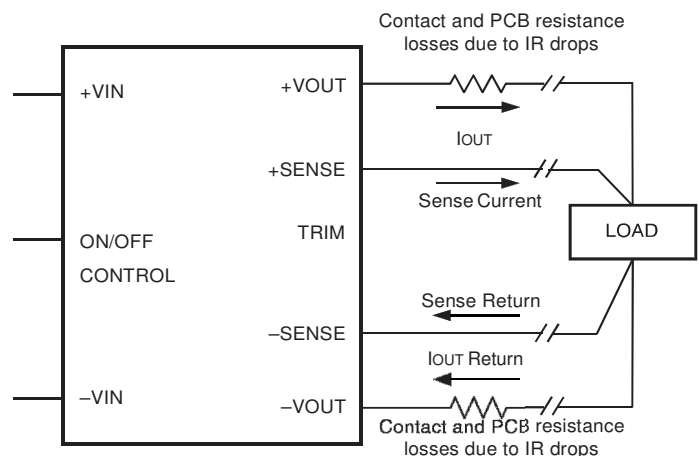 Contact and PCB resistance
losses due to IR drops
+VIN
+VOUT
IOUT
+SENSE
Sense Current
ON/OFF
CONTROL
TRIM
LOAD
Sense Return
–SENSE
IOUT Return
–VIN
–VOUT
Contact and PCB resistance
losses due to IR drops